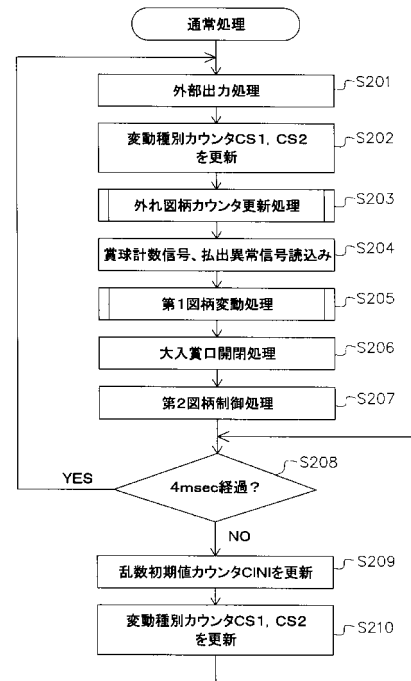 通常処理
外部出力処理
S201
変動種別カウンタCS1, CS2
を更新
S202
外れ図柄カウンタ更新処理
S203
賞球計数信号、払出異常信号読込み
S204
第1図柄変動処理
S205
大入賞口開閉処理
S206
第2図柄制御処理
S207
4msec経過?
S208
YES
NO
乱数初期値カウンタCINIを更新
S209
変動種別カウンタCS1, CS2
を更新
S210